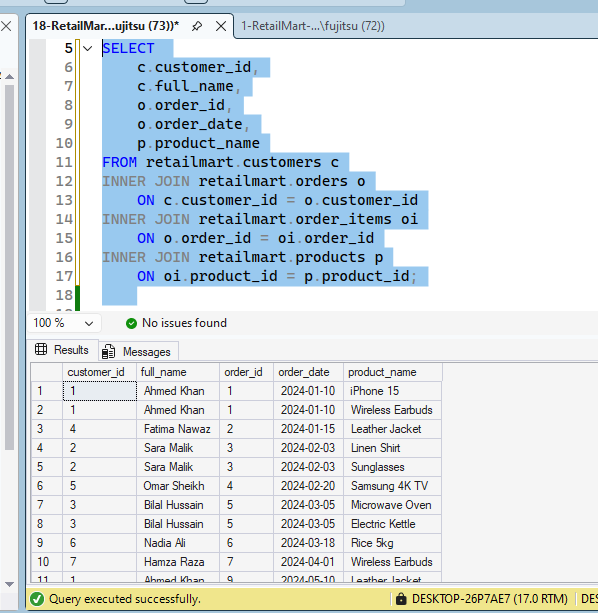 18-RetailMar...ujitsu (73))*
1-RetailMart-...\fujitsu (72))
5 SELECT
6 c.customer_id,
7 c.full_name,
8 o.order_id,
9 o.order_date,
10 p.product_name
11 FROM retailmart.customers c
12 INNER JOIN retailmart.orders o
13 ON c.customer_id = o.customer_id
14 INNER JOIN retailmart.order_items oi
15 ON o.order_id = oi.order_id
16 INNER JOIN retailmart.products p
17 ON oi.product_id = p.product_id;
18
100 % No issues found
Results Messages
customer_id full_name order_id order_date product_name
1 1 Ahmed Khan 1 2024-01-10 iPhone 15
2 1 Ahmed Khan 1 2024-01-10 Wireless Earbuds
3 4 Fatima Nawaz 2 2024-01-15 Leather Jacket
4 2 Sara Malik 3 2024-02-03 Linen Shirt
5 2 Sara Malik 3 2024-02-03 Sunglasses
6 5 Omar Sheikh 4 2024-02-20 Samsung 4K TV
7 3 Bilal Hussain 5 2024-03-05 Microwave Oven
8 3 Bilal Hussain 5 2024-03-05 Electric Kettle
9 6 Nadia Ali 6 2024-03-18 Rice 5kg
10 7 Hamza Raza 7 2024-04-01 Wireless Earbuds
11 1 Ahmed Khan 9 2024-05-10 Leather Jacket
Query executed successfully. DESKTOP-26P7AE7 (17.0 RTM) DES